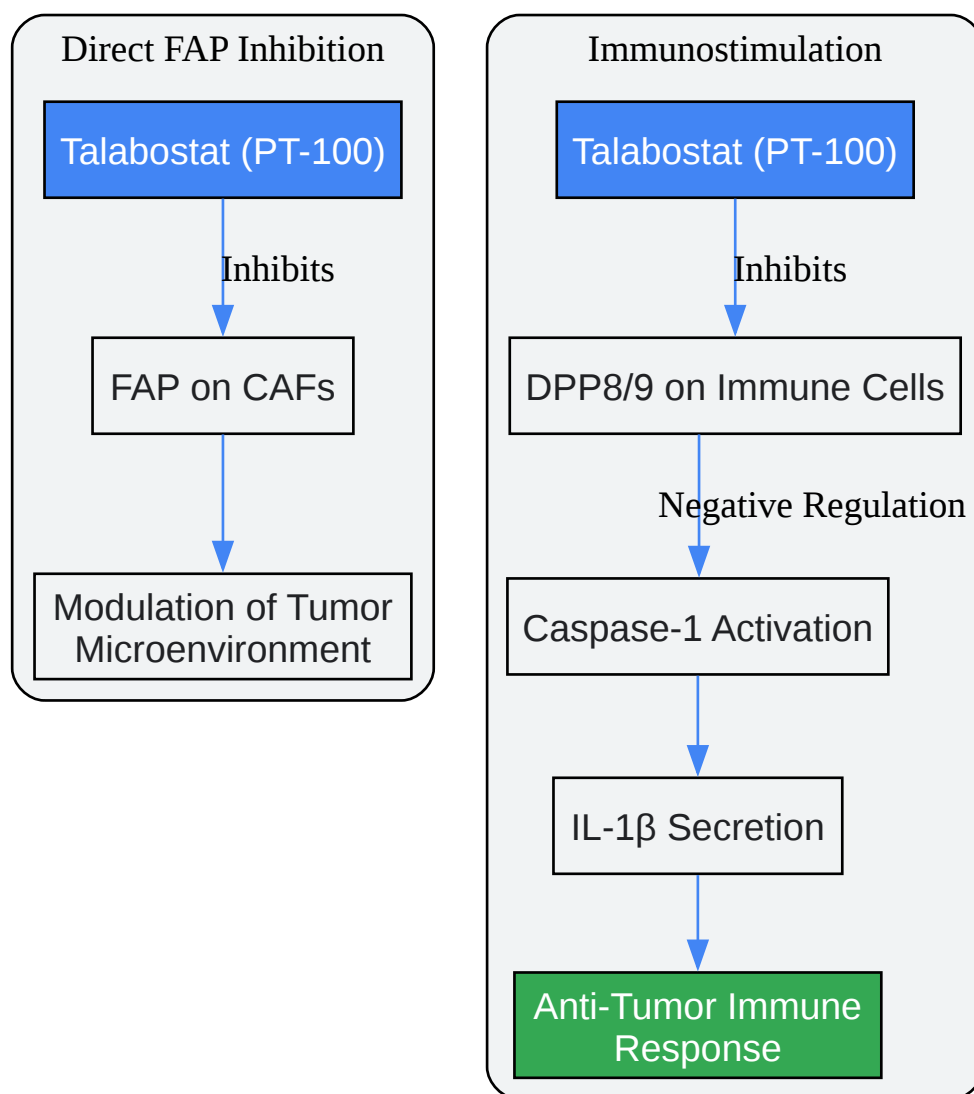 Direct FAP Inhibition
Talabostat (PT-100)
Inhibits
FAP on CAFs
Modulation of Tumor
Microenvironment
Immunostimulation
Talabostat (PT-100)
Inhibits
DPP8/9 on Immune Cells
Negative Regulation
Caspase-1 Activation
IL-1β Secretion
Anti-Tumor Immune
Response